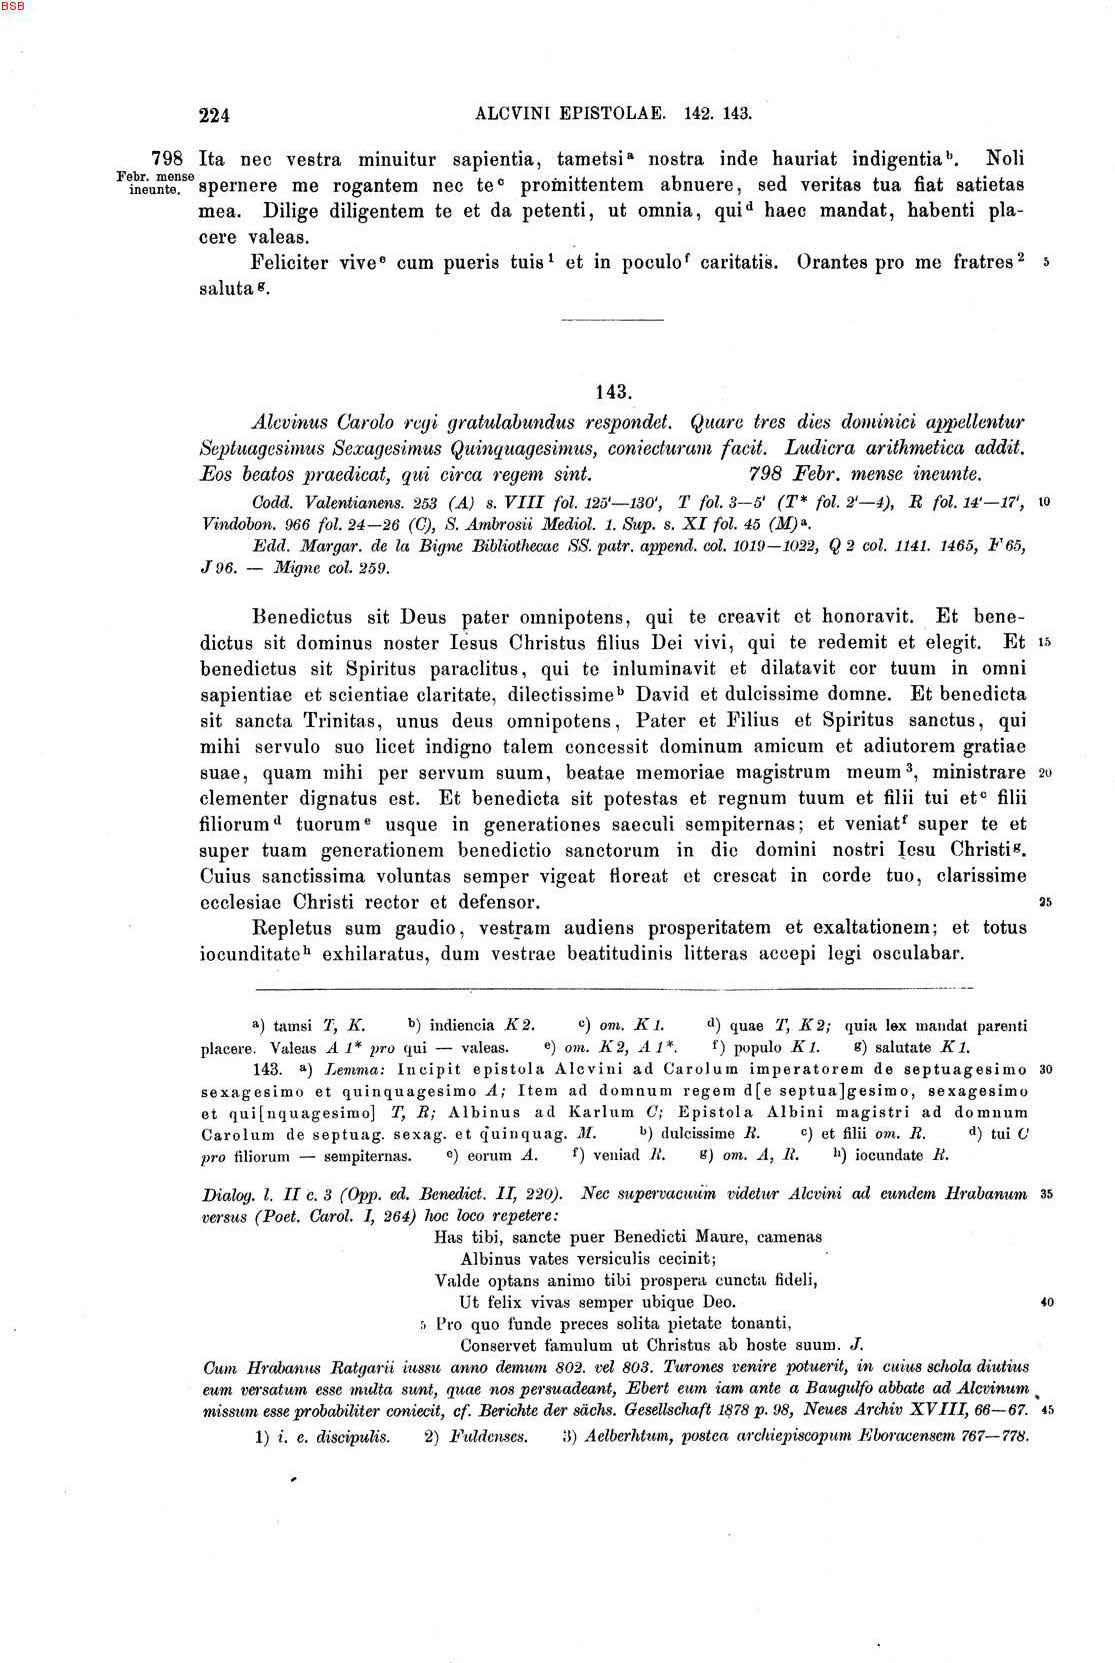 BSB
224 ALCVINI EPISTOLAE. 142. 143.
798 Ita nec vestra minuitur sapientia, tametsi a nostra inde hauriat indigentia b. Noli
Febr. mense
ineunte. spernere me rogantem nec te c promittentem abnuere, sed veritas tua fiat satietas
mea. Dilige diligentem te et da petenti, ut omnia, qui d haec mandat, habenti pla-
cere valeas.
Feliciter vive e cum pueris tuis 1 et in poculo f caritatis. Orantes pro me fratres 2 5
saluta g.
143.
Alcvinus Carolo regi gratulabundus respondet. Quare tres dies dominici appellentur
Septuagesimus Sexagesimus Quinquagesimus, coniecturam facit. Ludicra arithmetica addit.
Eos beatos praedicat, qui circa regem sint. 798 Febr. mense ineunte.
Codd. Valentianens. 253 (A) s. VIII fol. 125'—130', T fol. 3—5' (T* fol. 2'—4), R fol. 14'—17', 10
Vindobon. 966 fol. 24—26 (C), S. Ambrosii Mediol. 1. Sup. s. XI fol. 45 (M) a.
Edd. Margar. de la Bigne Bibliothecae SS. patr. append. col. 1019—1022, Q 2 col. 1141. 1465, F 65,
J 96. — Migne col. 259.
Benedictus sit Deus pater omnipotens, qui te creavit et honoravit. Et bene-
dictus sit dominus noster Iesus Christus filius Dei vivi, qui te redemit et elegit. Et 15
benedictus sit Spiritus paraclitus, qui te inluminavit et dilatavit cor tuum in omni
sapientiae et scientiae claritate, dilectissime b David et dulcissime domne. Et benedicta
sit sancta Trinitas, unus deus omnipotens, Pater et Filius et Spiritus sanctus, qui
mihi servulo suo licet indigno talem concessit dominum amicum et adiutorem gratiae
suae, quam mihi per servum suum, beatae memoriae magistrum meum 3, ministrare 20
clementer dignatus est. Et benedicta sit potestas et regnum tuum et filii tui et c filii
filiorum d tuorum e usque in generationes saeculi sempiternas; et veniat f super te et
super tuam generationem benedictio sanctorum in die domini nostri Iesu Christi g.
Cuius sanctissima voluntas semper vigeat floreat et crescat in corde tuo, clarissime
ecclesiae Christi rector et defensor. 25
Repletus sum gaudio, vestram audiens prosperitatem et exaltationem; et totus
iocunditate h exhilaratus, dum vestrae beatitudinis litteras accepi legi osculabar.
a) tamsi T, K. b) indiencia K 2. c) om. K 1. d) quae T, K 2; quia lex mandat parenti
placere. Valeas A 1* pro qui — valeas. e) om. K 2, A 1*. f) populo K 1. g) salutate K 1.
143. a) Lemma: Incipit epistola Alcvini ad Carolum imperatorem de septuagesimo 30
sexagesimo et quinquagesimo A; Item ad domnum regem d[e septua]gesimo, sexagesimo
et qui[nquagesimo] T, R; Albinus ad Karlum C; Epistola Albini magistri ad domnum
Carolum de septuag. sexag. et quinquag. M. b) dulcissime R. c) et filii om. R. d) tui C
pro filiorum — sempiternas. e) eorum A. f) veniad R. g) om. A, R. h) iocundate R.
Dialog. l. II c. 3 (Opp. ed. Benedict. II, 220). Nec supervacuum videtur Alcvini ad eundem Hrabanum 35
versus (Poet. Carol. I, 264) hoc loco repetere:
Has tibi, sancte puer Benedicti Maure, camenas
Albinus vates versiculis cecinit;
Valde optans animo tibi prospera cuncta fideli,
Ut felix vivas semper ubique Deo. 40
5 Pro quo funde preces solita pietate tonanti,
Conservet famulum ut Christus ab hoste suum. J.
Cum Hrabanus Ratgarii iussu anno demum 802. vel 803. Turones venire potuerit, in cuius schola diutius
eum versatum esse multa sunt, quae nos persuadeant, Ebert eum iam ante a Baugulfo abbate ad Alcvinum
missum esse probabiliter coniecit, cf. Berichte der sächs. Gesellschaft 1878 p. 98, Neues Archiv XVIII, 66—67. 45
1) i. e. discipulis. 2) Fuldenses. 3) Aelberhtum, postea archiepiscopum Eboracensem 767—778.